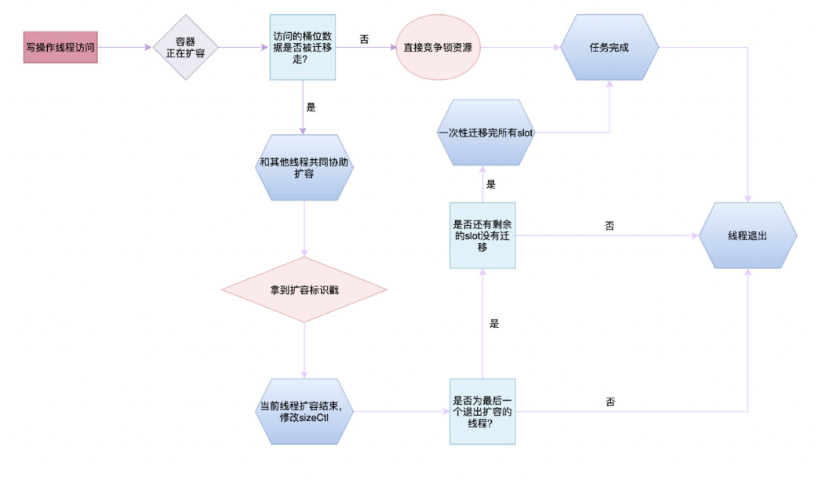 写操作线程访问
容器
正在扩容
访问的桶位数
据是否被迁移
走?
否
直接竞争锁资源
任务完成
是
一次性迁移完所有slot
和其他线程共同协助
扩容
是
是否还有剩余
的slot没有迁
移
否
线程退出
拿到扩容标识戳
是
当前线程扩容结束,
修改sizeCtl
是否为最后一
个退出扩容的
线程?
否